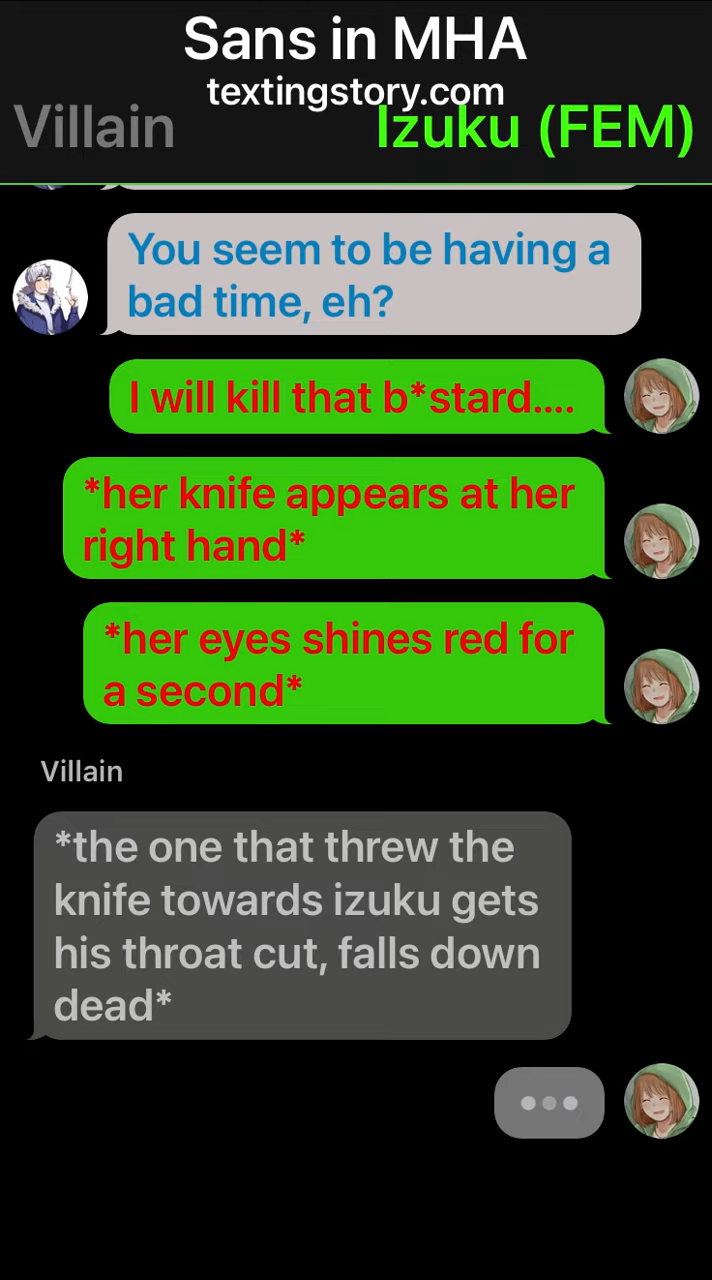 Sans in MHA
textingstory.com
Villain
Izuku (FEM)
You seem to be having a
bad time, eh?
I will kill that b*stard....
*her knife appears at her
right hand*
*her eyes shines red for
a second*
Villain
*the one that threw the
knife towards izuku gets
his throat cut, falls down
dead*